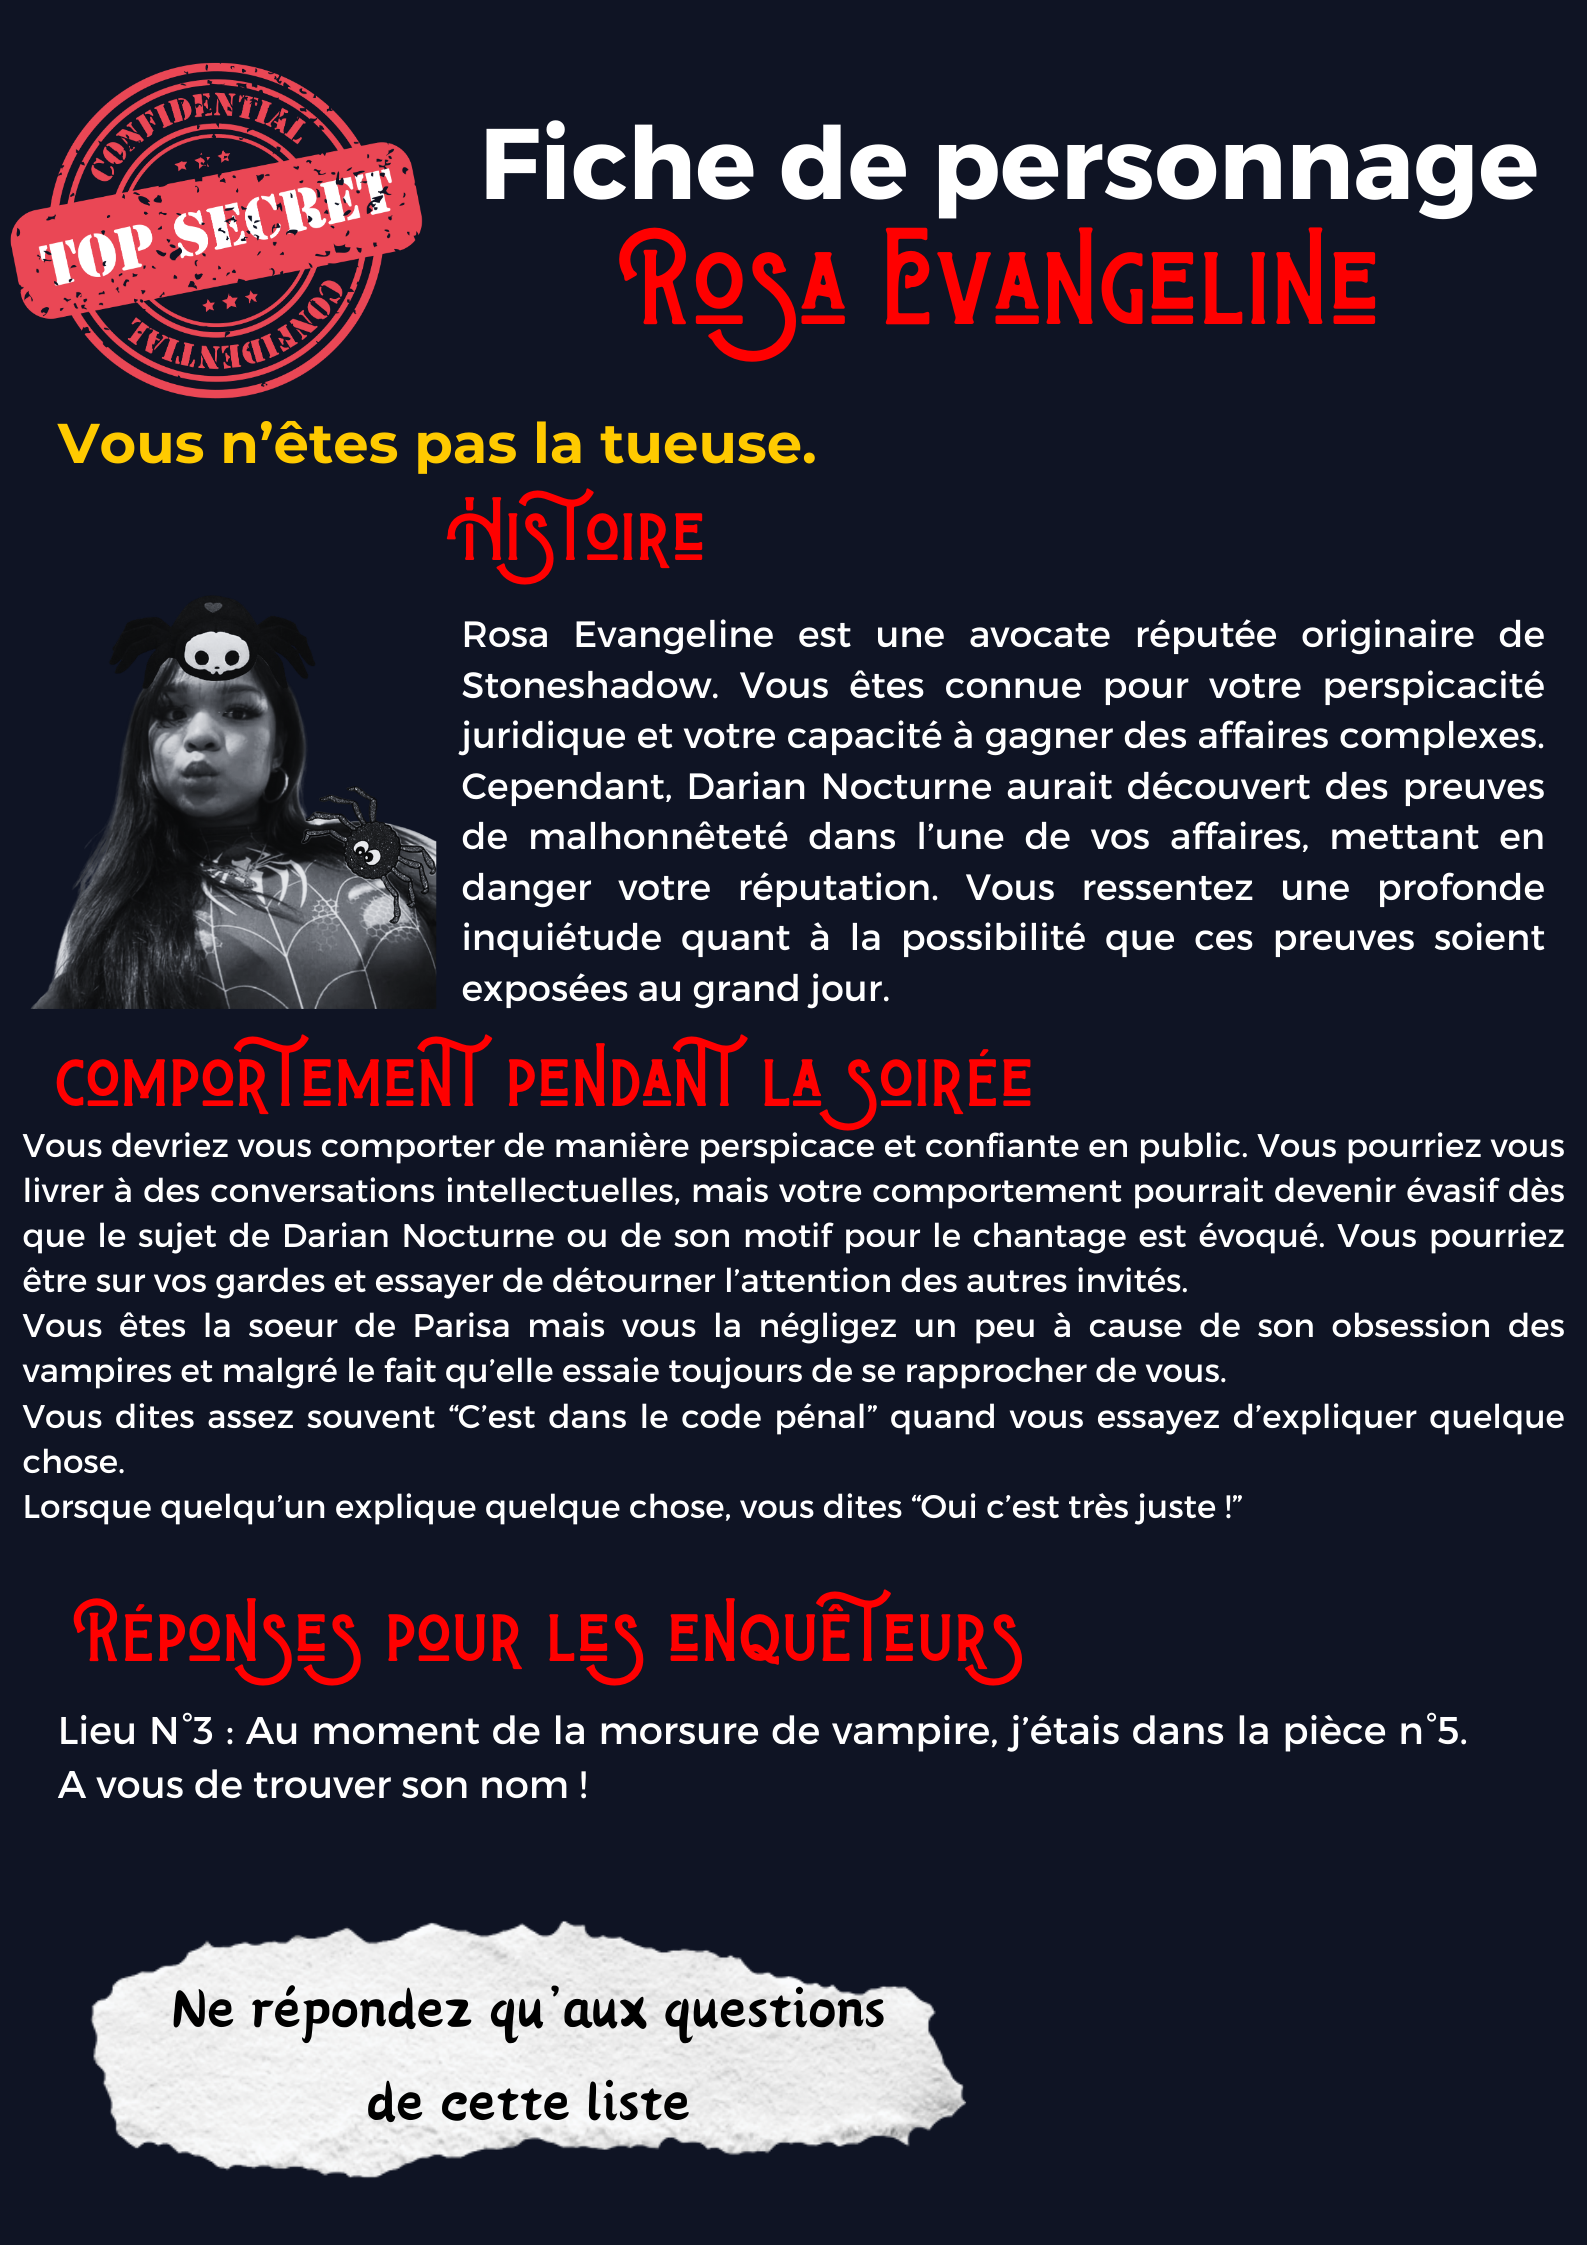 CONFIDENTIAL
TOP SECRET
CONFIDENTIAL
Fiche de personnage
Rosa Evangeline
Vous n’êtes pas la tueuse.
Histoire
Rosa Evangeline est une avocate réputée originaire de
Stoneshadow. Vous êtes connue pour votre perspicacité
juridique et votre capacité à gagner des affaires complexes.
Cependant, Darian Nocturne aurait découvert des preuves
de malhonnêteté dans l’une de vos affaires, mettant en
danger votre réputation. Vous ressentez une profonde
inquiétude quant à la possibilité que ces preuves soient
exposées au grand jour.
comportement pendant la soirée
Vous devriez vous comporter de manière perspicace et confiante en public. Vous pourriez vous
livrer à des conversations intellectuelles, mais votre comportement pourrait devenir évasif dès
que le sujet de Darian Nocturne ou de son motif pour le chantage est évoqué. Vous pourriez
être sur vos gardes et essayer de détourner l’attention des autres invités.
Vous êtes la soeur de Parisa mais vous la négligez un peu à cause de son obsession des
vampires et malgré le fait qu’elle essaie toujours de se rapprocher de vous.
Vous dites assez souvent “C’est dans le code pénal” quand vous essayez d’expliquer quelque
chose.
Lorsque quelqu’un explique quelque chose, vous dites “Oui c’est très juste !”
Réponses pour les enquêteurs
Lieu N°3 : Au moment de la morsure de vampire, j’étais dans la pièce n°5.
A vous de trouver son nom !
Ne répondez qu’aux questions
de cette liste